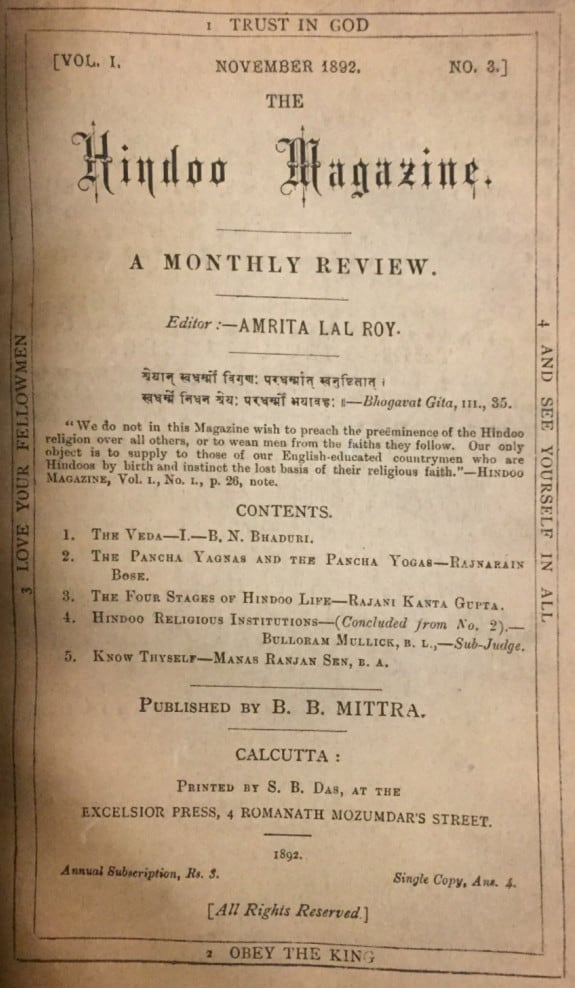 1 TRUST IN GOD
[VOL. I. NOVEMBER 1892. NO. 3.]
THE
Hindoo Magazine.
A MONTHLY REVIEW.
Editor:—AMRITA LAL ROY.
श्रेयान् स्वधर्म्मो विगुणः परधर्म्मात् स्वनुष्ठितात् ।
स्वधर्म्मे निधनं श्रेयः परधर्म्मो भयावहः ॥—Bhogavat Gita, III., 35.
"We do not in this Magazine wish to preach the preëminence of the Hindoo
religion over all others, or to wean men from the faiths they follow. Our only
object is to supply to those of our English-educated countrymen who are
Hindoos by birth and instinct the lost basis of their religious faith."—HINDOO
MAGAZINE, Vol. I., No. I., p. 26, note.
CONTENTS.
1. THE VEDA—I.—B. N. BHADURI.
2. THE PANCHA YAGNAS AND THE PANCHA YOGAS—RAJNARAIN
BOSE.
3. THE FOUR STAGES OF HINDOO LIFE—RAJANI KANTA GUPTA.
4. HINDOO RELIGIOUS INSTITUTIONS—(Concluded from No. 2).—
BULLORAM MULLICK, B. L.,—Sub-Judge.
5. KNOW THYSELF—MANAS RANJAN SEN, B. A.
PUBLISHED BY B. B. MITTRA.
CALCUTTA:
PRINTED BY S. B. DAS, AT THE
EXCELSIOR PRESS, 4 ROMANATH MOZUMDAR'S STREET.
1892.
Annual Subscription, Rs. 3. Single Copy, Ans. 4.
[All Rights Reserved.]
2 OBEY THE KING
3 LOVE YOUR FELLOWMEN
4 AND SEE YOURSELF IN ALL